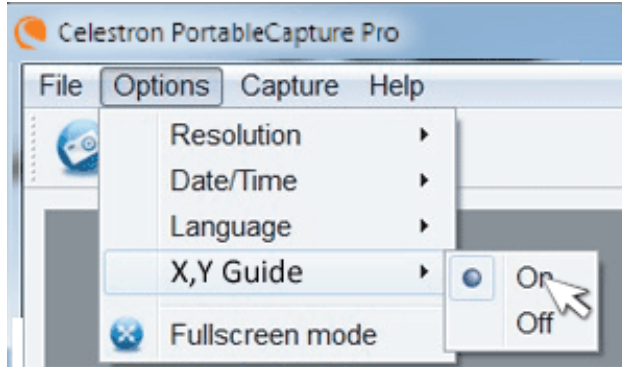 Celestron PortableCapture Pro
File Options Capture Help
Resolution
Date/Time
Language
X,Y Guide
On
Off
Fullscreen mode